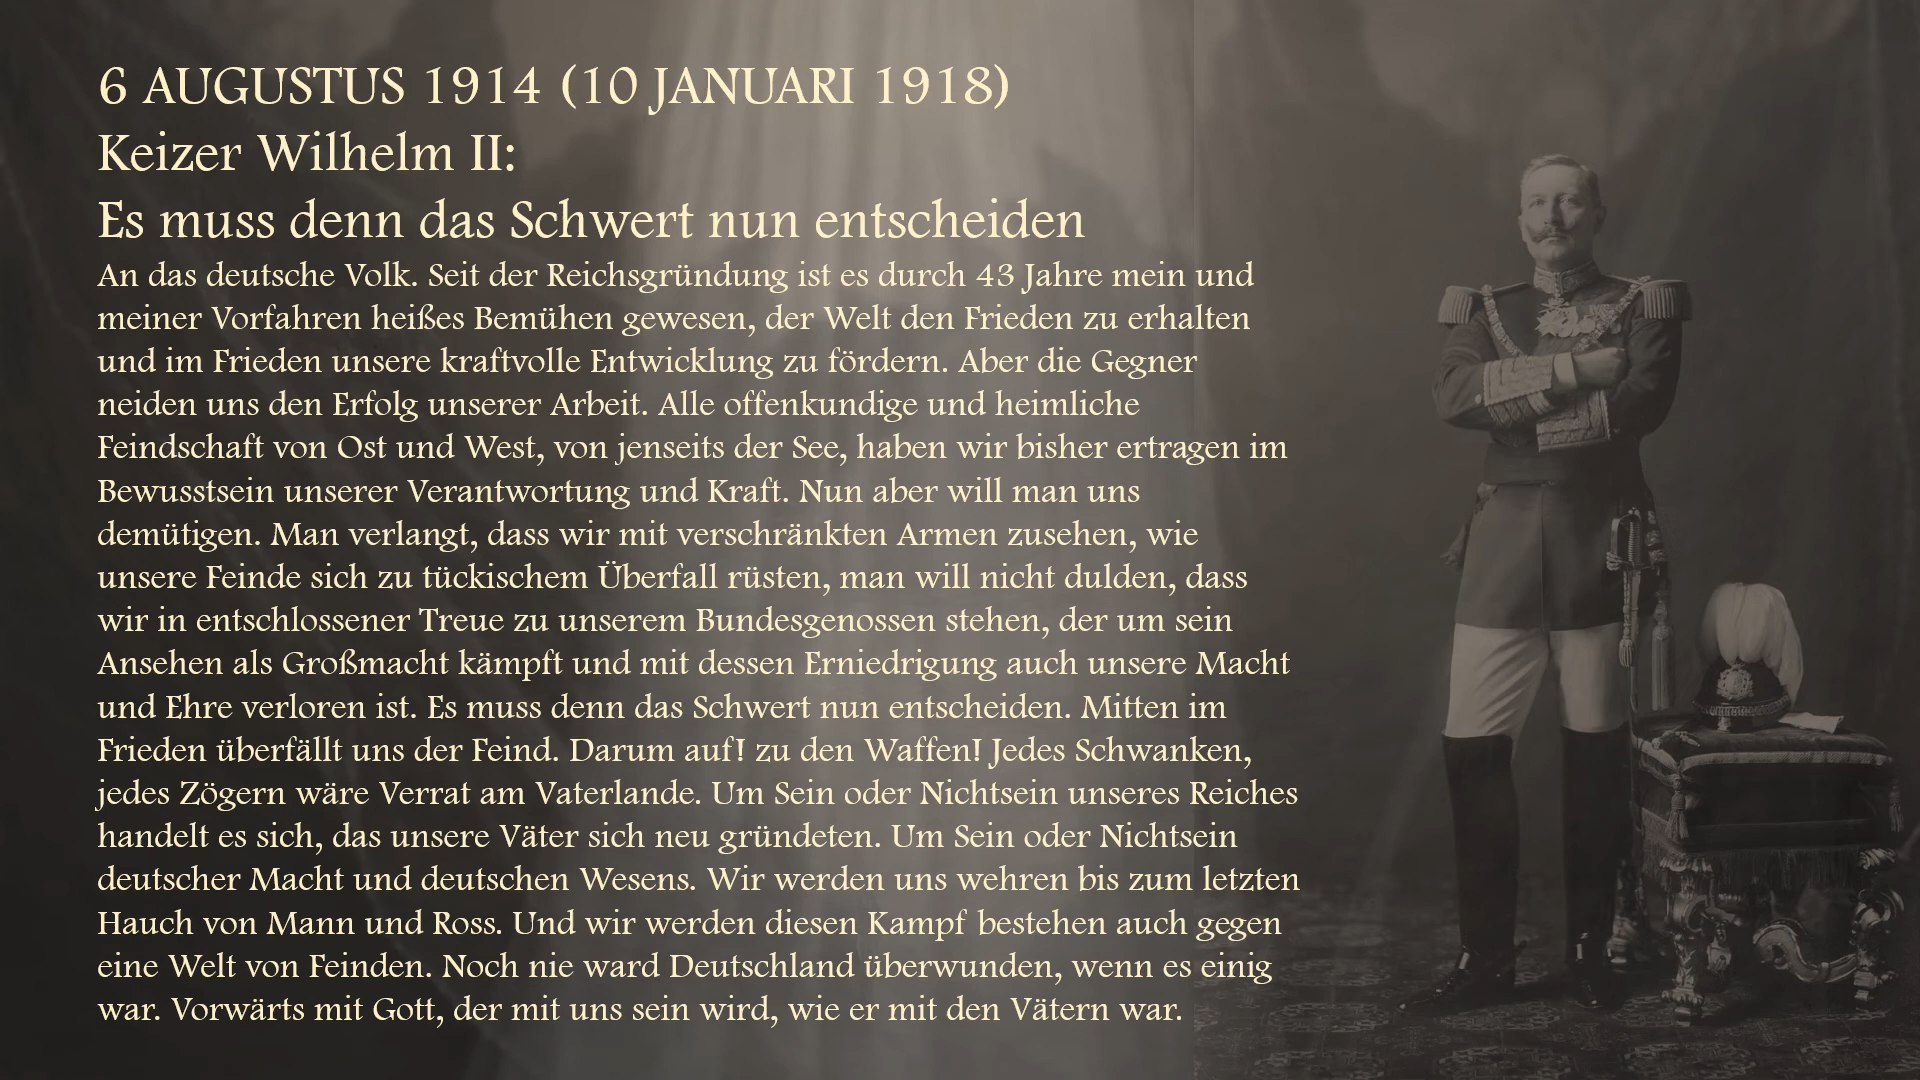 6 AUGUSTUS 1914 (10 JANUARI 1918)
Keizer Wilhelm II:
Es muss denn das Schwert nun entscheiden
An das deutsche Volk. Seit der Reichsgründung ist es durch 43 Jahre mein und
meiner Vorfahren heißes Bemühen gewesen, der Welt den Frieden zu erhalten
und im Frieden unsere kraftvolle Entwicklung zu fördern. Aber die Gegner
neiden uns den Erfolg unserer Arbeit. Alle offenkundige und heimliche
Feindschaft von Ost und West, von jenseits der See, haben wir bisher ertragen im
Bewusstsein unserer Verantwortung und Kraft. Nun aber will man uns
demütigen. Man verlangt, dass wir mit verschränkten Armen zusehen, wie
unsere Feinde sich zu tückischem Überfall rüsten, man will nicht dulden, dass
wir in entschlossener Treue zu unserem Bundesgenossen stehen, der um sein
Ansehen als Großmacht kämpft und mit dessen Erniedrigung auch unsere Macht
und Ehre verloren ist. Es muss denn das Schwert nun entscheiden. Mitten im
Frieden überfällt uns der Feind. Darum auf! zu den Waffen! Jedes Schwanken,
jedes Zögern wäre Verrat am Vaterlande. Um Sein oder Nichtsein unseres Reiches
handelt es sich, das unsere Väter sich neu gründeten. Um Sein oder Nichtsein
deutscher Macht und deutschen Wesens. Wir werden uns wehren bis zum letzten
Hauch von Mann und Ross. Und wir werden diesen Kampf bestehen auch gegen
eine Welt von Feinden. Noch nie ward Deutschland überwunden, wenn es einig
war. Vorwärts mit Gott, der mit uns sein wird, wie er mit den Vätern war.